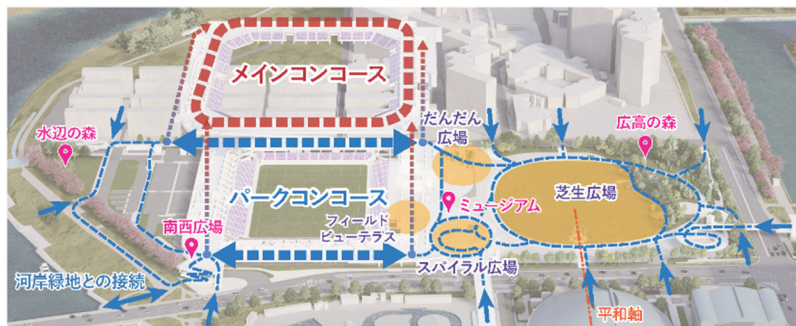 メインコンコース
だんだん
広場
広高の森
水辺の森
パークコンコース
芝生広場
ミュージアム
フィールド
ビューテラス
南西広場
スパイラル広場
河岸緑地との接続
平和軸